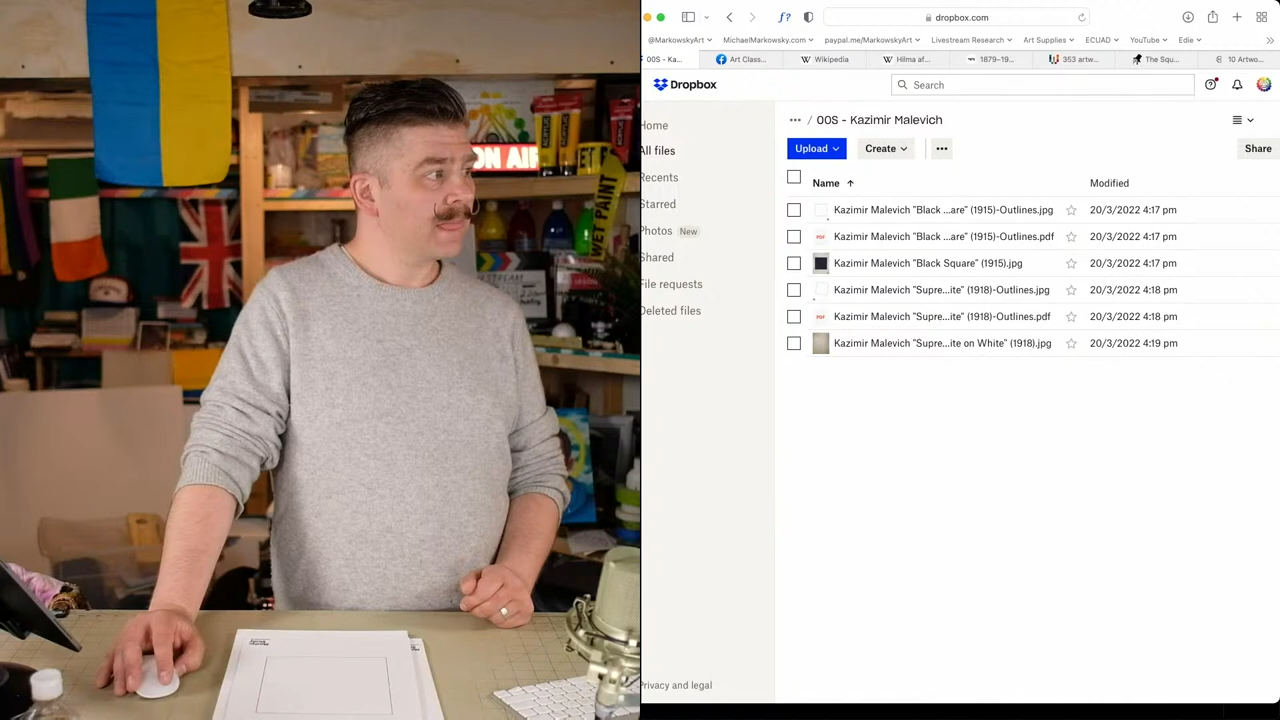 ON AIR
WET PAINT
dropbox.com
@MarkowskyArt
MichaelMarkowsky.com
paypal.me/MarkowskyArt
Livestream Research
Art Supplies
ECUAD
YouTube
Edie
00S - Ka...
Art Class...
Wikipedia
Hilma af...
1879–19...
353 artw...
The Squ...
10 Artwo...
Dropbox
Search
... / 00S - Kazimir Malevich
Upload
Create
Share
Home
All files
Recents
Starred
Photos New
Shared
File requests
Deleted files
Privacy and legal
Name
Modified
Kazimir Malevich "Black ...are" (1915)-Outlines.jpg 20/3/2022 4:17 pm
PDF Kazimir Malevich "Black ...are" (1915)-Outlines.pdf 20/3/2022 4:17 pm
Kazimir Malevich "Black Square" (1915).jpg 20/3/2022 4:17 pm
Kazimir Malevich "Supre...ite" (1918)-Outlines.jpg 20/3/2022 4:18 pm
PDF Kazimir Malevich "Supre...ite" (1918)-Outlines.pdf 20/3/2022 4:18 pm
Kazimir Malevich "Supre...ite on White" (1918).jpg 20/3/2022 4:19 pm